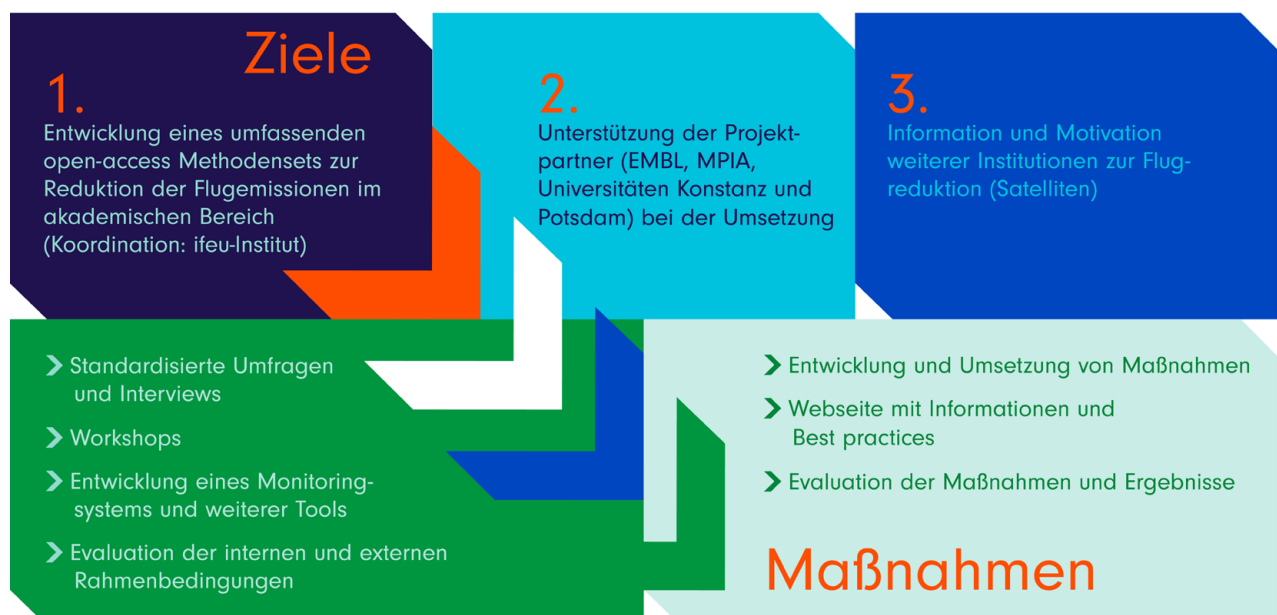 Ziele
1.
Entwicklung eines umfassenden
open-access Methodensets zur
Reduktion der Flugemissionen im
akademischen Bereich
(Koordination: ifeu-Institut)
2.
Unterstützung der Projekt-
partner (EMBL, MPIA,
Universitäten Konstanz und
Potsdam) bei der Umsetzung
3.
Information und Motivation
weiterer Institutionen zur Flug-
reduktion (Satelliten)
Standardisierte Umfragen
und Interviews
Workshops
Entwicklung eines Monitoring-
systems und weiterer Tools
Evaluation der internen und externen
Rahmenbedingungen
Entwicklung und Umsetzung von Maßnahmen
Webseite mit Informationen und
Best practices
Evaluation der Maßnahmen und Ergebnisse
Maßnahmen